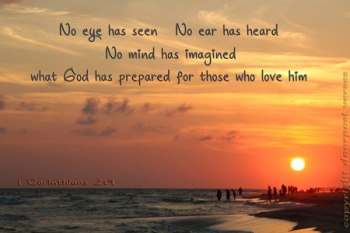 No eye has seen No ear has heard
No mind has imagined
what God has prepared for those who love him
1 Corinthians 2:9
copyright